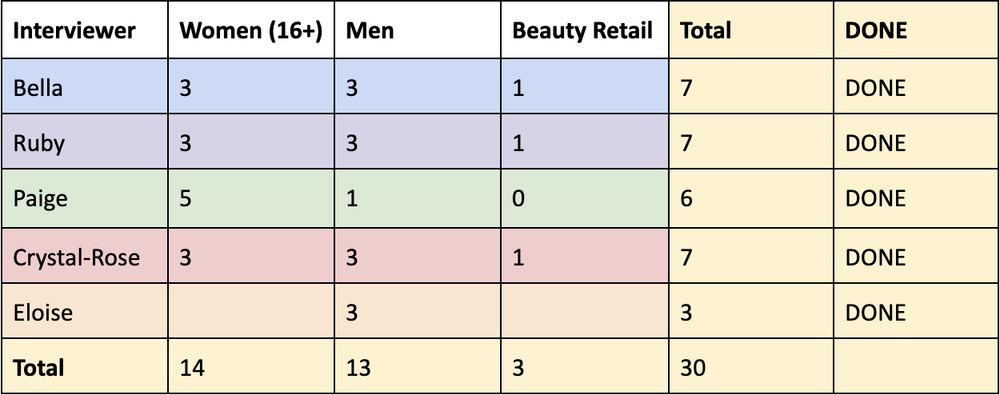 Interviewer Women (16+) Men Beauty Retail Total DONE
Bella 3 3 1 7 DONE
Ruby 3 3 1 7 DONE
Paige 5 1 0 6 DONE
Crystal-Rose 3 3 1 7 DONE
Eloise 3 3 DONE
Total 14 13 3 30